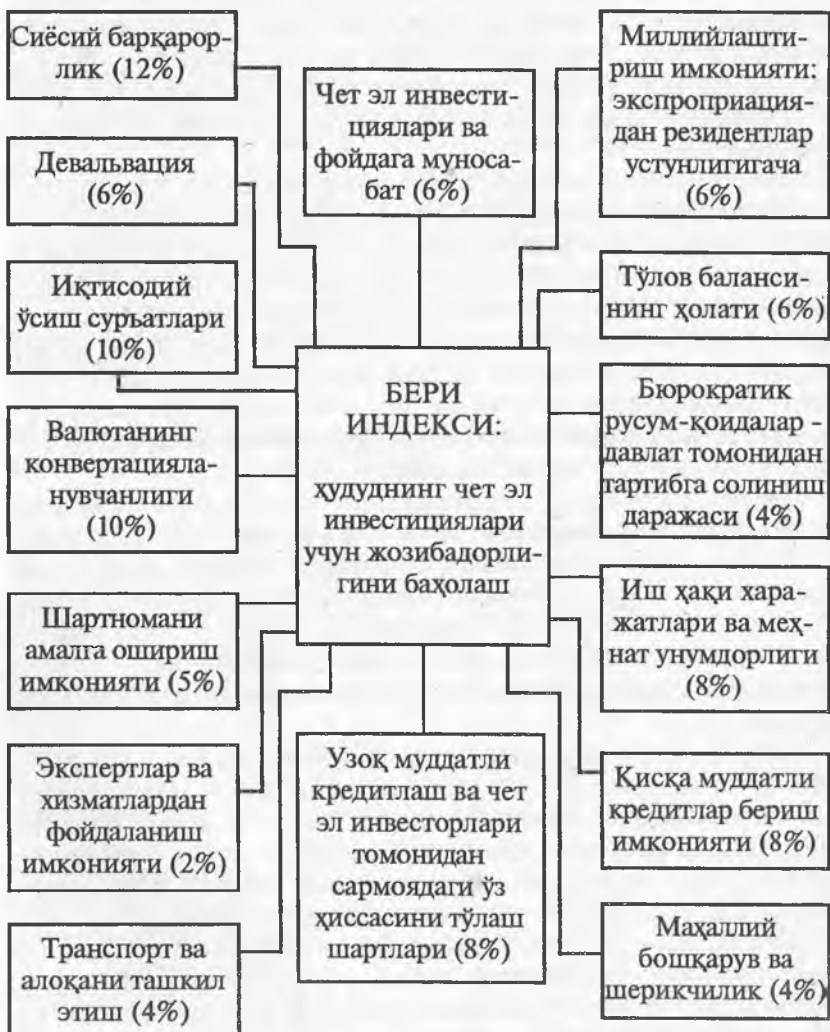 Сиёсий барқарор-
лик (12%)
Девальвация
(6%)
Иқтисодий
ўсиш суръатлари
(10%)
Валютанинг
конвертацияла-
нувчанлиги
(10%)
Шартномани
амалга ошириш
имконияти (5%)
Экспертлар ва
хизматлардан
фойдаланиш
имконияти (2%)
Транспорт ва
алоқани ташкил
этиш (4%)
Чет эл инвести-
циялари ва
фойдага муноса-
бат (6%)
БЕРИ
ИНДЕКСИ:
ҳудуднинг чет эл
инвестициялари
учун жозибадорли-
гини баҳолаш
Узоқ муддатли
кредитлаш ва чет
эл инвесторлари
томонидан
сармоядаги ўз
ҳиссасини тўлаш
шартлари (8%)
Миллийлашти-
риш имконияти:
экспроприация-
дан резидентлар
устунлигигача
(6%)
Тўлов баланси-
нинг ҳолати (6%)
Бюрократик
русум-қоидалар -
давлат томонидан
тартибга солиниш
даражаси (4%)
Иш ҳақи хара-
жатлари ва меҳ-
нат унумдорлиги
(8%)
Қисқа муддатли
кредитлар бериш
имконияти (8%)
Маҳаллий
бошқарув ва
шерикчилик (4%)